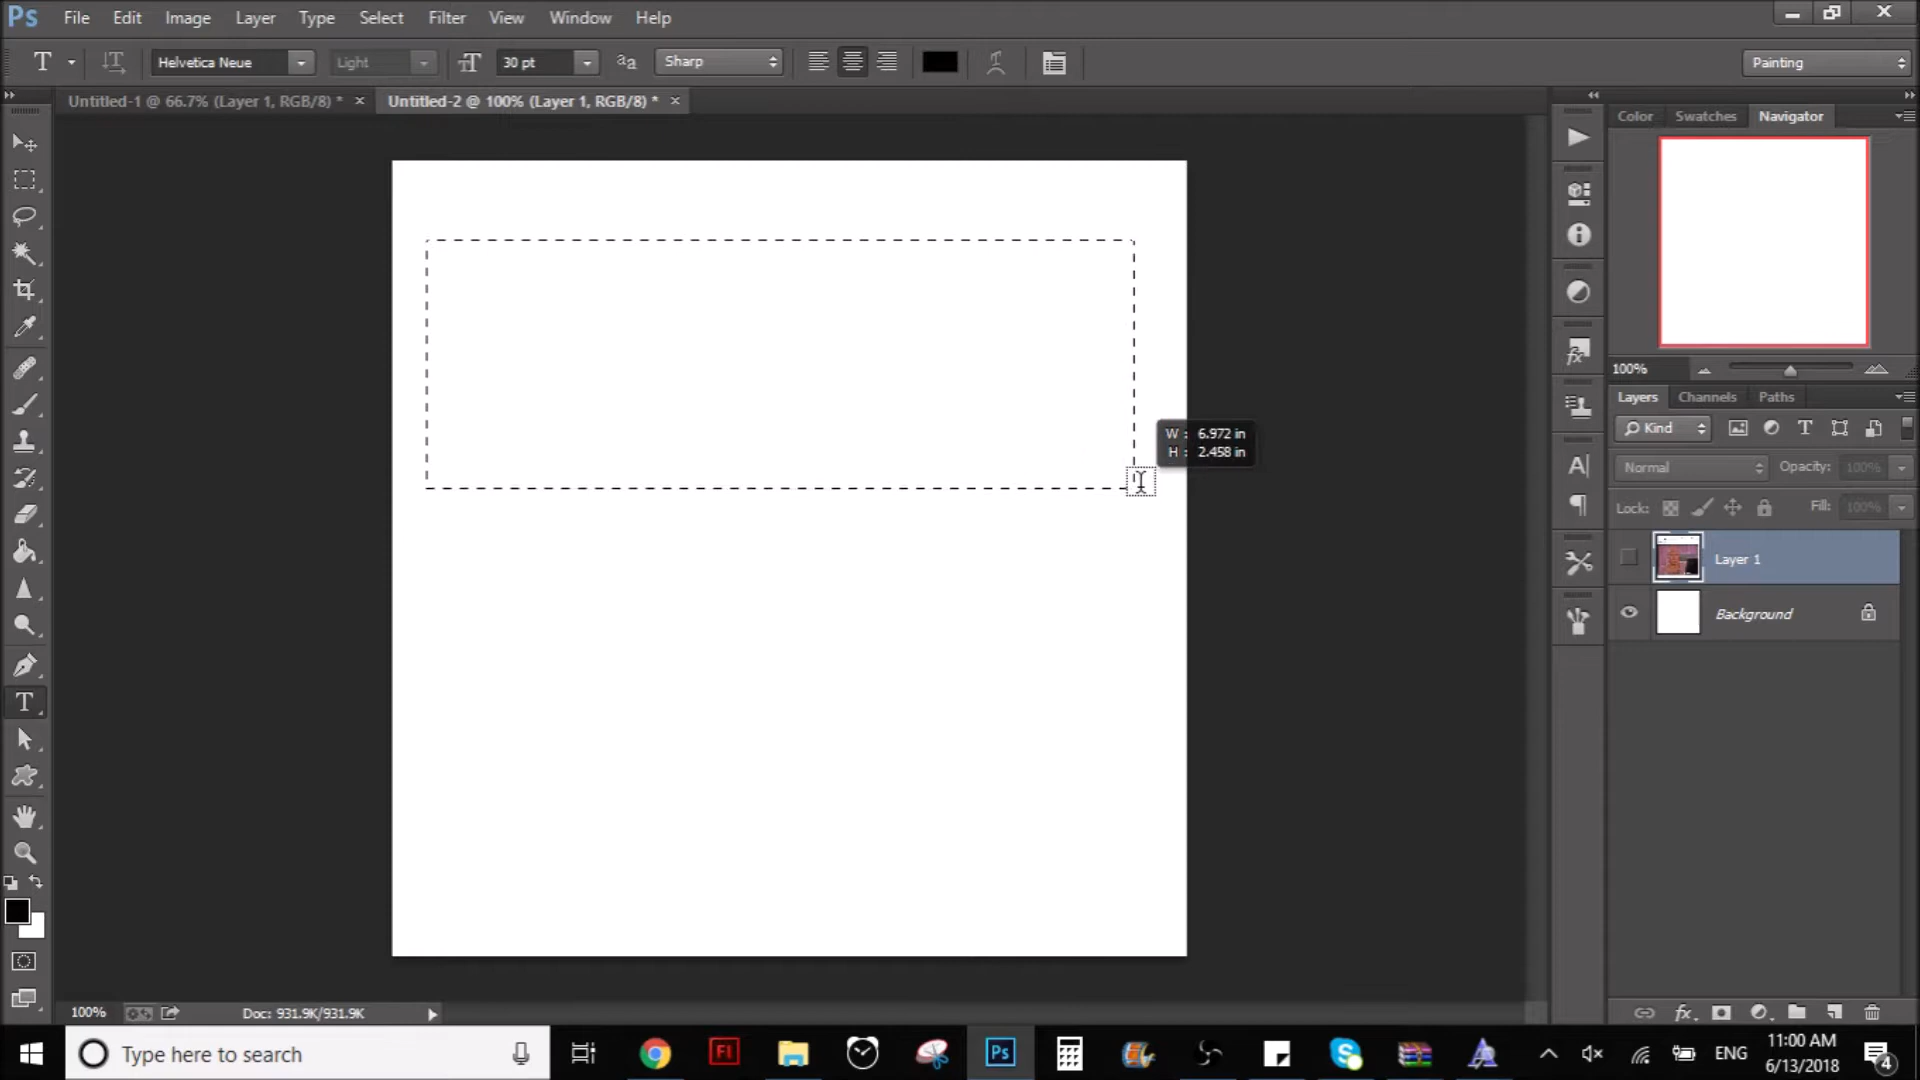 Ps File Edit Image Layer Type Select Filter View Window Help
T Helvetica Neue Light 30 pt aa Sharp Painting
Untitled-1 @ 66.7% (Layer 1, RGB/8) * × Untitled-2 @ 100% (Layer 1, RGB/8) * ×
Color Swatches Navigator
100%
Layers Channels Paths
Kind
Normal Opacity: 100%
Lock: Fill: 100%
Layer 1
Background
W : 6.972 in
H : 2.458 in
100% Doc: 931.9K/931.9K
Type here to search
Ps
ENG
11:00 AM
6/13/2018
4